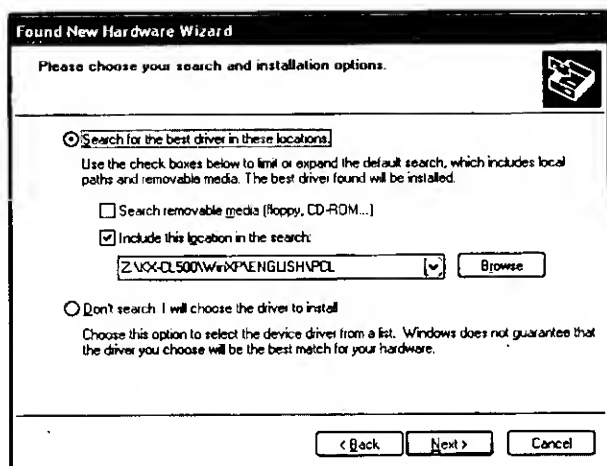 Found New Hardware Wizard
Please choose your search and installation options.
Search for the best driver in these locations.
Use the check boxes below to limit or expand the default search, which includes local
paths and removable media. The best driver found will be installed.
Search removable media (floppy, CD-ROM...)
Include this location in the search:
Z:\KX-CL500\WinXP\ENGLISH\PCL
Browse
Don't search. I will choose the driver to install
Choose this option to select the device driver from a list. Windows does not guarantee that
the driver you choose will be the best match for your hardware.
< Back Next > Cancel